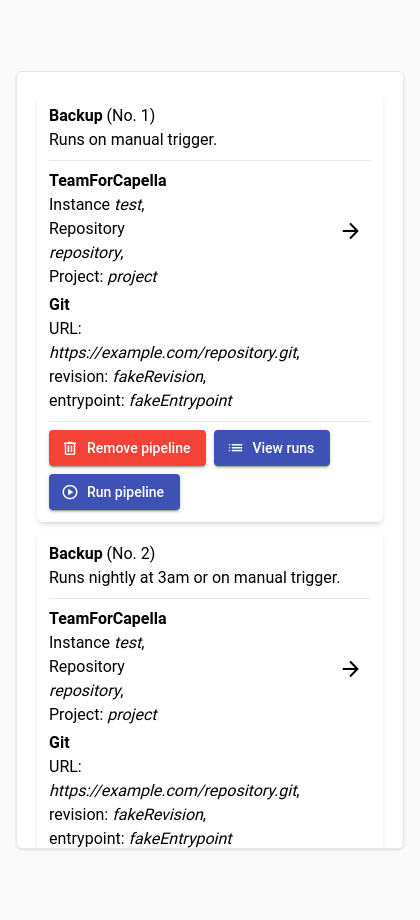 Backup (No. 1)
Runs on manual trigger.
TeamForCapella
Instance test,
Repository
repository,
Project: project
Git
URL:
https://example.com/repository.git,
revision: fakeRevision,
entrypoint: fakeEntrypoint
Remove pipeline
View runs
Run pipeline
Backup (No. 2)
Runs nightly at 3am or on manual trigger.
TeamForCapella
Instance test,
Repository
repository,
Project: project
Git
URL:
https://example.com/repository.git,
revision: fakeRevision,
entrypoint: fakeEntrypoint